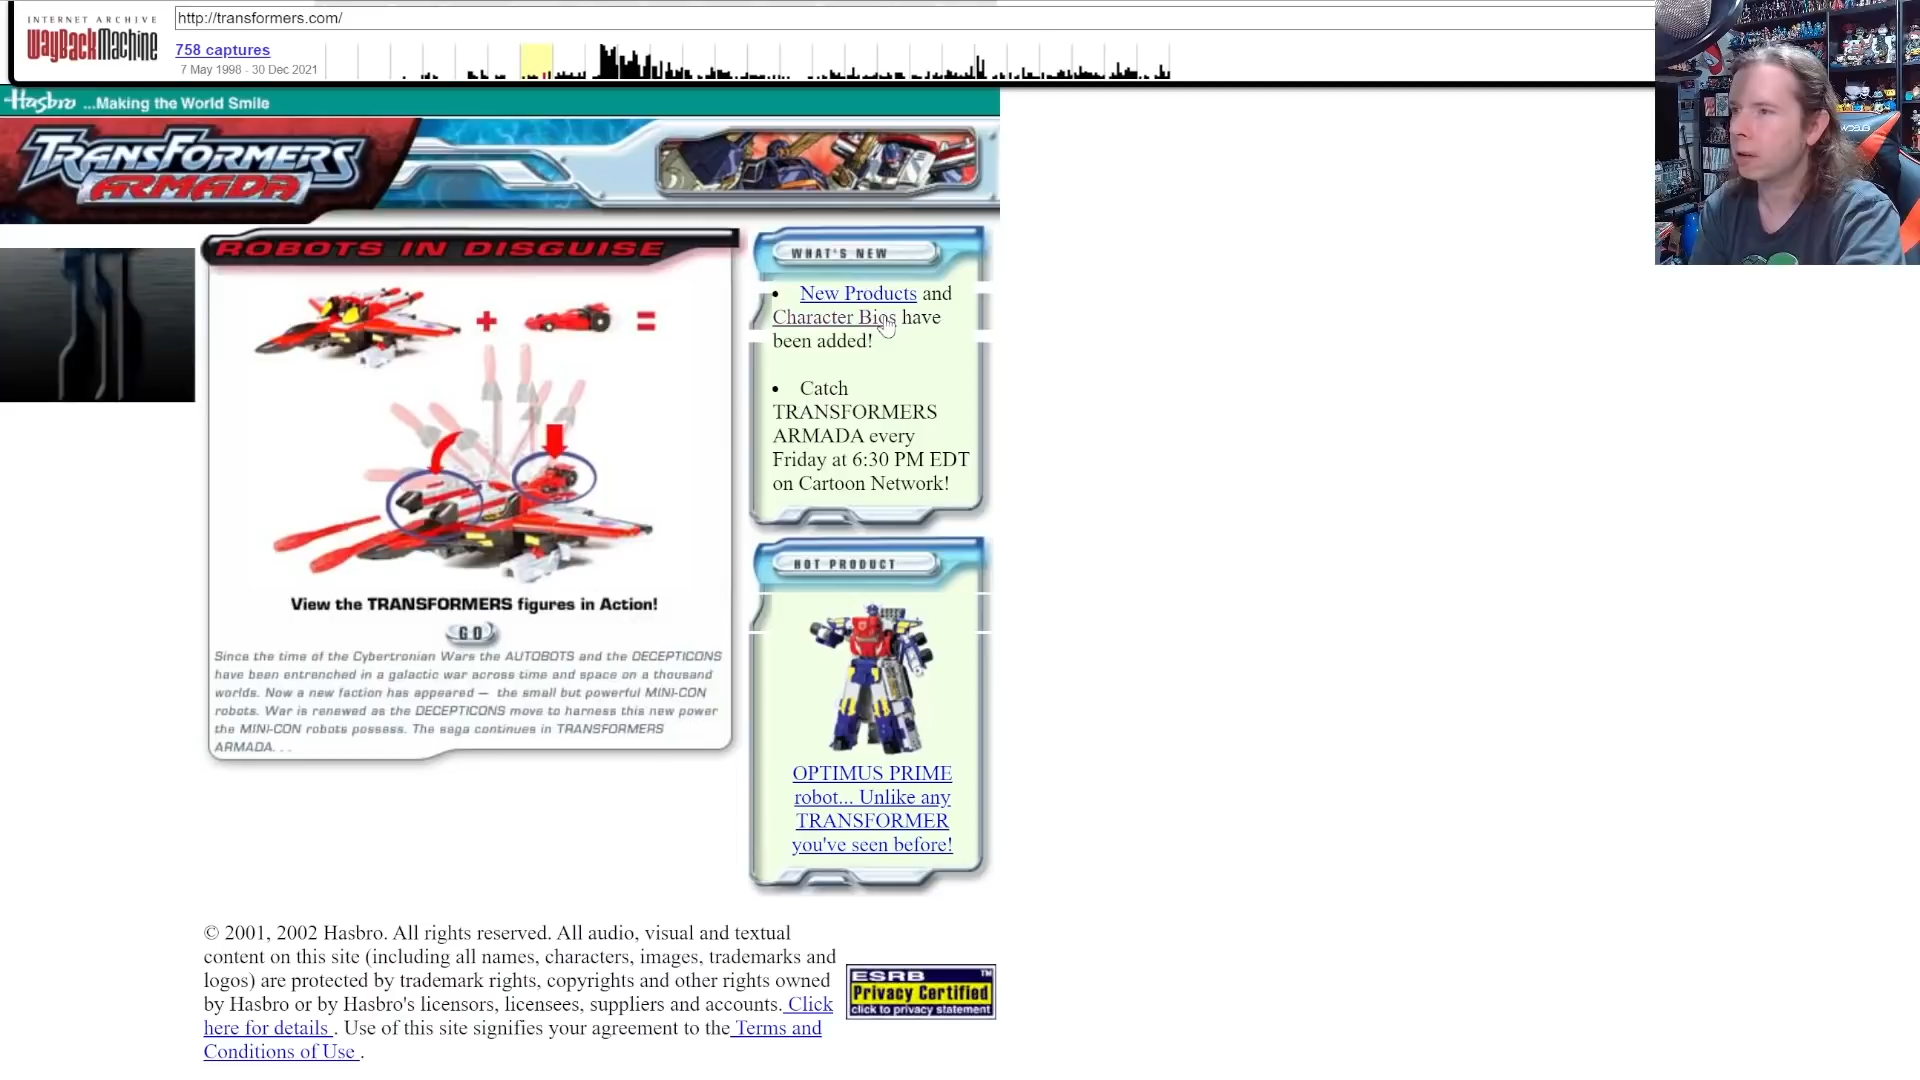 INTERNET ARCHIVE
WayBackMachine
http://transformers.com/
758 captures
7 May 1998 - 30 Dec 2021
Hasbro ...Making the World Smile
TRANSFORMERS
ARMADA
ROBOTS IN DISGUISE
+ =
View the TRANSFORMERS figures in Action!
GO
Since the time of the Cybertronian Wars the AUTOBOTS and the DECEPTICONS
have been entrenched in a galactic war across time and space on a thousand
worlds. Now a new faction has appeared — the small but powerful MINI-CON
robots. War is renewed as the DECEPTICONS move to harness this new power
the MINI-CON robots possess. The saga continues in TRANSFORMERS
ARMADA. . .
WHAT'S NEW
• New Products and
Character Bios have
been added!
• Catch
TRANSFORMERS
ARMADA every
Friday at 6:30 PM EDT
on Cartoon Network!
HOT PRODUCT
OPTIMUS PRIME
robot... Unlike any
TRANSFORMER
you've seen before!
© 2001, 2002 Hasbro. All rights reserved. All audio, visual and textual
content on this site (including all names, characters, images, trademarks and
logos) are protected by trademark rights, copyrights and other rights owned
by Hasbro or by Hasbro's licensors, licensees, suppliers and accounts. Click
here for details . Use of this site signifies your agreement to the Terms and
Conditions of Use .
ESRB TM
Privacy Certified
click to privacy statement